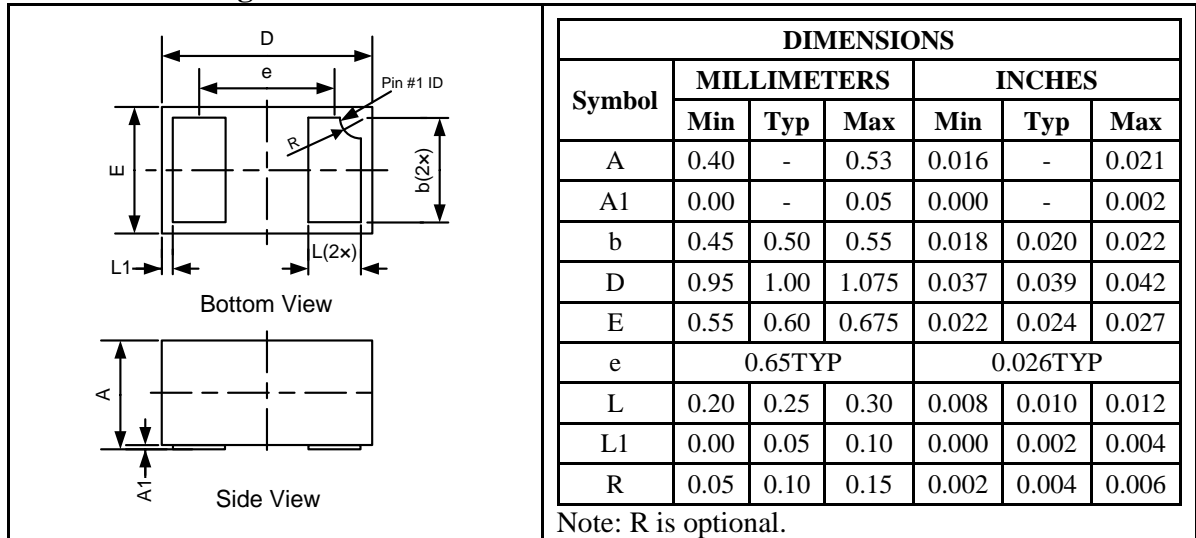 D
e
Pin #1 ID
R
E
b(2×)
L(2×)
L1
Bottom View
A
A1
Side View
DIMENSIONS
Symbol MILLIMETERS INCHES
Min Typ Max Min Typ Max
A 0.40 - 0.53 0.016 - 0.021
A1 0.00 - 0.05 0.000 - 0.002
b 0.45 0.50 0.55 0.018 0.020 0.022
D 0.95 1.00 1.075 0.037 0.039 0.042
E 0.55 0.60 0.675 0.022 0.024 0.027
e 0.65TYP 0.026TYP
L 0.20 0.25 0.30 0.008 0.010 0.012
L1 0.00 0.05 0.10 0.000 0.002 0.004
R 0.05 0.10 0.15 0.002 0.004 0.006
Note: R is optional.